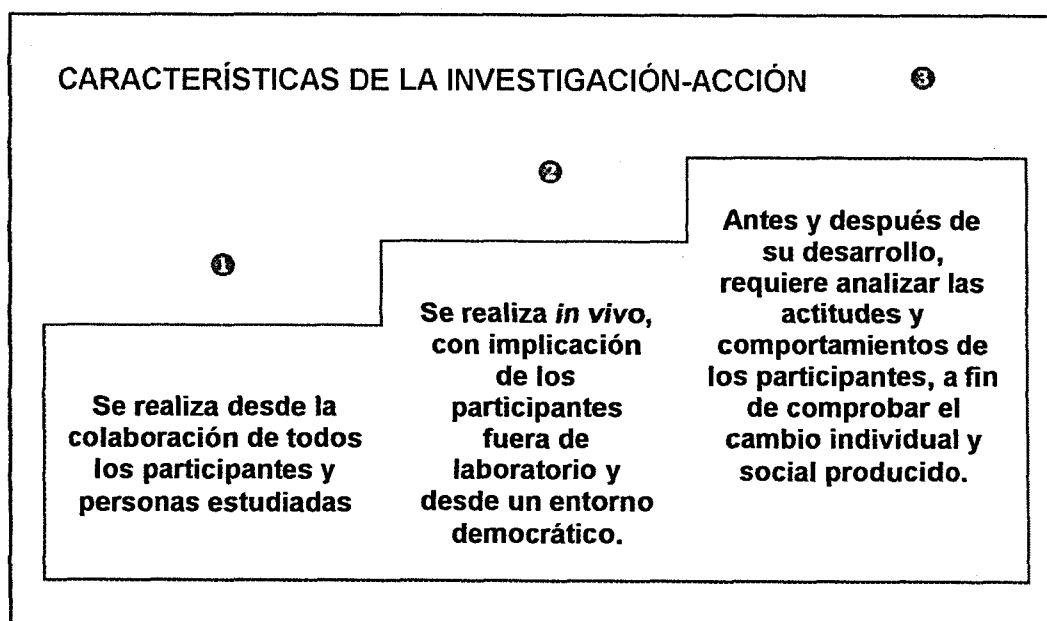 CARACTERÍSTICAS DE LA INVESTIGACIÓN-ACCIÓN
❶
Se realiza desde la
colaboración de todos
los participantes y
personas estudiadas
❷
Se realiza in vivo,
con implicación
de los
participantes
fuera de
laboratorio y
desde un entorno
democrático.
❸
Antes y después de
su desarrollo,
requiere analizar las
actitudes y
comportamientos de
los participantes, a fin
de comprobar el
cambio individual y
social producido.